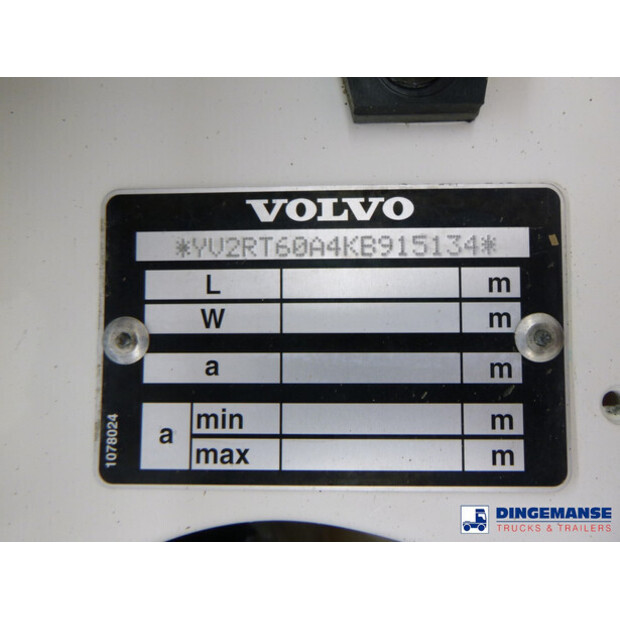 VOLVO
*YV2RT60A4KB915134*
L m
W m
a m
a min m
max m
1078024
DINGEMANSE
TRUCKS & TRAILERS